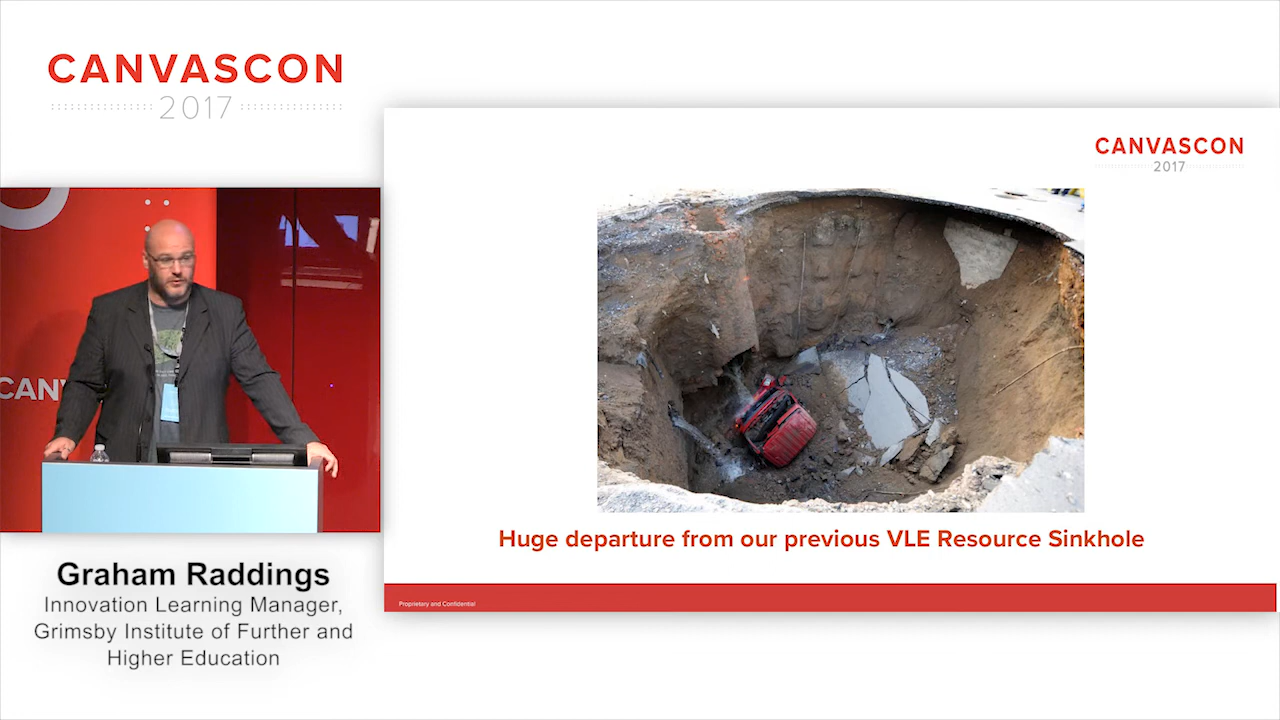 CANVASCON
2017
CANVASCON
2017
CAN
Huge departure from our previous VLE Resource Sinkhole
Proprietary and Confidential
Graham Raddings
Innovation Learning Manager,
Grimsby Institute of Further and
Higher Education